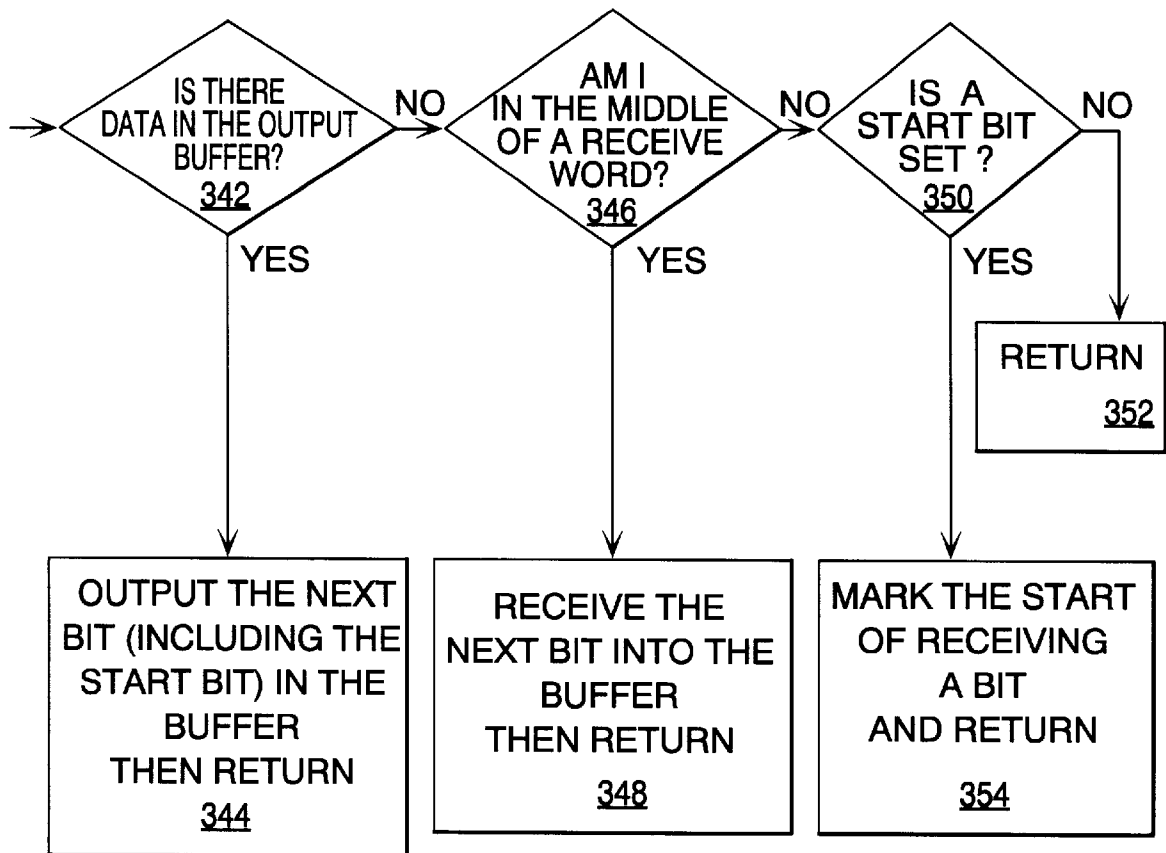 IS THERE
DATA IN THE OUTPUT
BUFFER?
342
NO
YES
AM I
IN THE MIDDLE
OF A RECEIVE
WORD?
346
NO
YES
IS A
START BIT
SET ?
350
NO
YES
RETURN
352
OUTPUT THE NEXT
BIT (INCLUDING THE
START BIT) IN THE
BUFFER
THEN RETURN
344
RECEIVE THE
NEXT BIT INTO THE
BUFFER
THEN RETURN
348
MARK THE START
OF RECEIVING
A BIT
AND RETURN
354